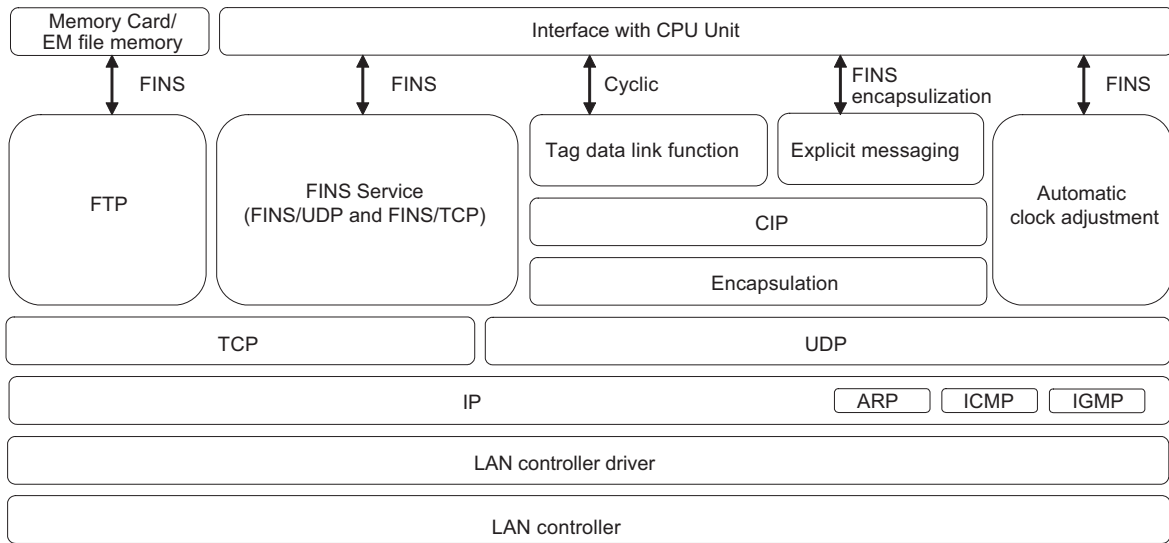 Memory Card/
EM file memory
Interface with CPU Unit
FINS
FINS
Cyclic
FINS
encapsulization
FINS
FTP
FINS Service
(FINS/UDP and FINS/TCP)
Tag data link function
Explicit messaging
CIP
Encapsulation
Automatic
clock adjustment
TCP
UDP
IP
ARP
ICMP
IGMP
LAN controller driver
LAN controller